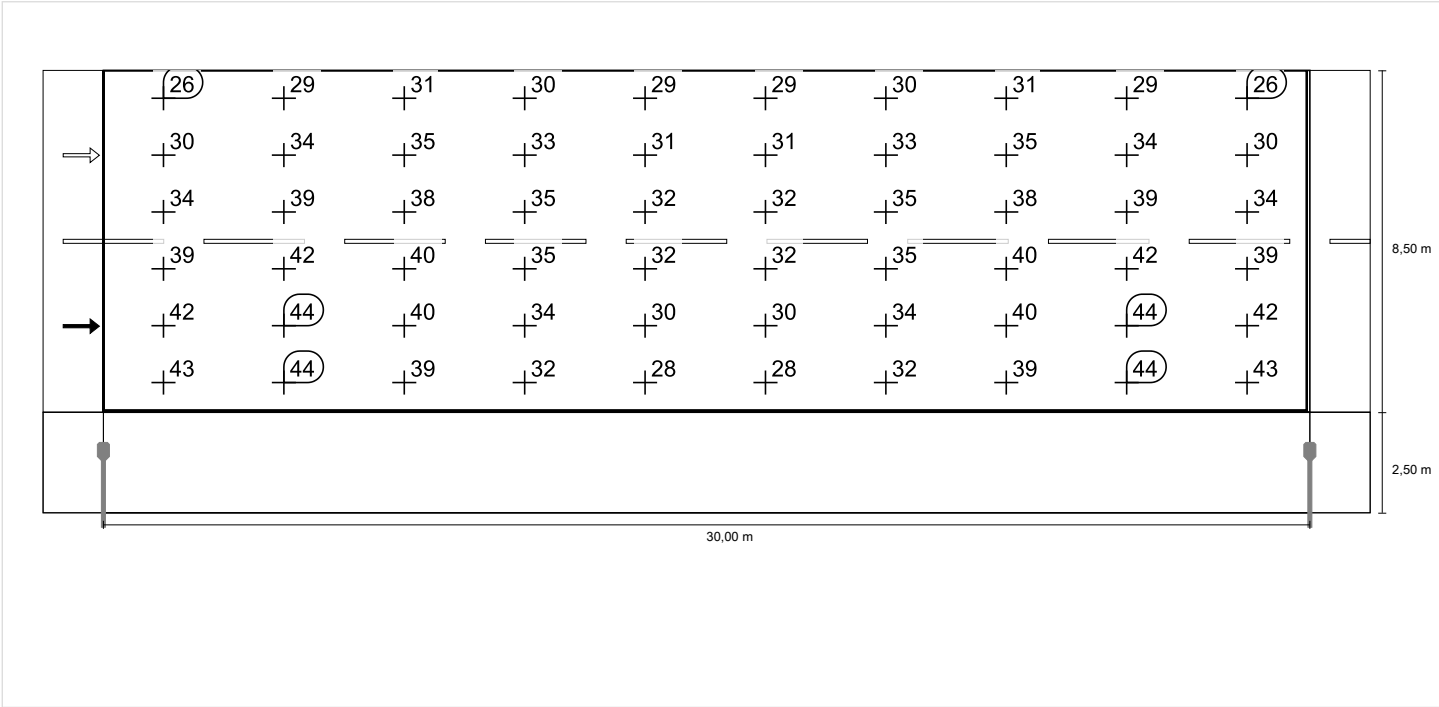 26 29 31 30 29 29 30 31 29 26
30 34 35 33 31 31 33 35 34 30
34 39 38 35 32 32 35 38 39 34
39 42 40 35 32 32 35 40 42 39
8,50 m
42 44 40 34 30 30 34 40 44 42
43 44 39 32 28 28 32 39 44 43
2,50 m
30,00 m